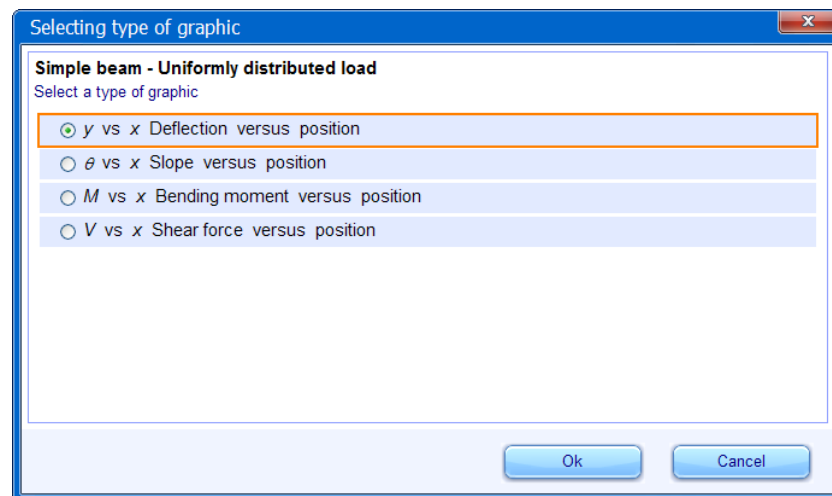 Selecting type of graphic
x
Simple beam - Uniformly distributed load
Select a type of graphic
y vs x Deflection versus position
θ vs x Slope versus position
M vs x Bending moment versus position
V vs x Shear force versus position
Ok
Cancel